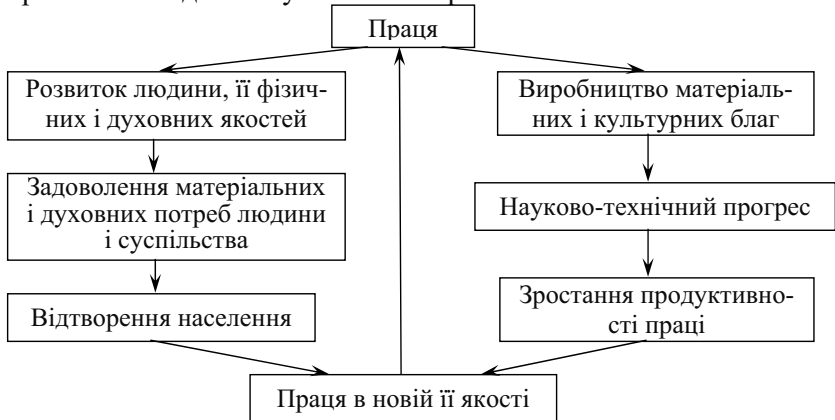 Праця
Розвиток людини, її фізич-
них і духовних якостей
Виробництво матеріаль-
них і культурних благ
Задоволення матеріальних
і духовних потреб людини
і суспільства
Науково-технічний прогрес
Відтворення населення
Зростання продуктивно-
сті праці
Праця в новій її якості